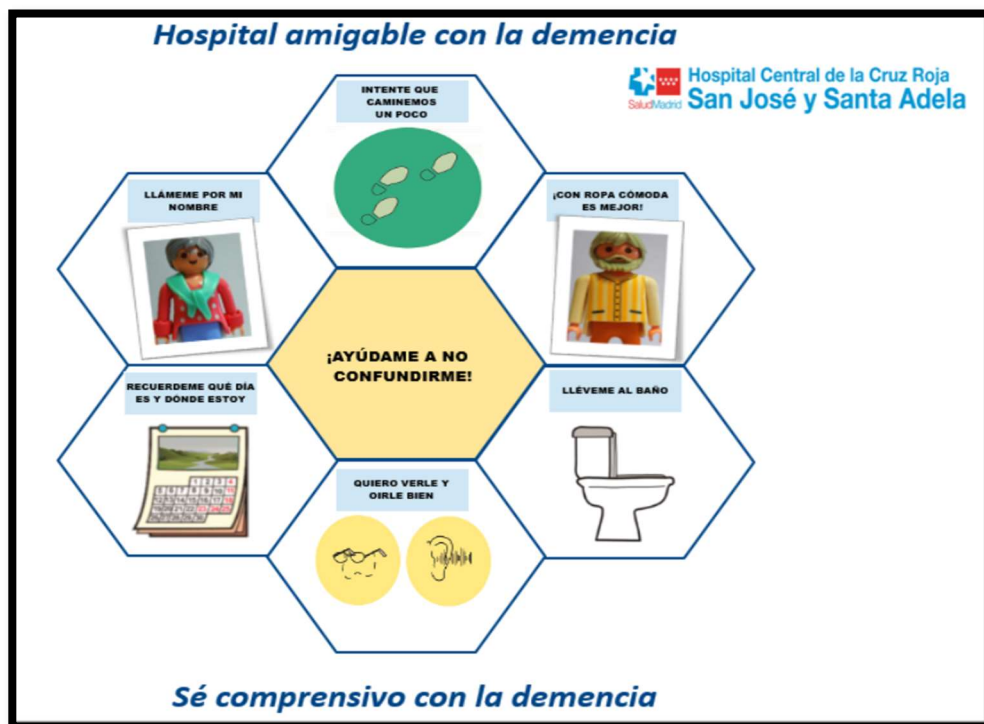 Hospital amigable con la demencia
SaludMadrid
Hospital Central de la Cruz Roja
San José y Santa Adela
INTENTE QUE
CAMINEMOS
UN POCO
LLÁMEME POR MI
NOMBRE
¡CON ROPA CÓMODA
ES MEJOR!
¡AYÚDAME A NO
CONFUNDIRME!
RECUERDEME QUÉ DÍA
ES Y DÓNDE ESTOY
LLÉVEME AL BAÑO
QUIERO VERLE Y
OIRLE BIEN
Sé comprensivo con la demencia